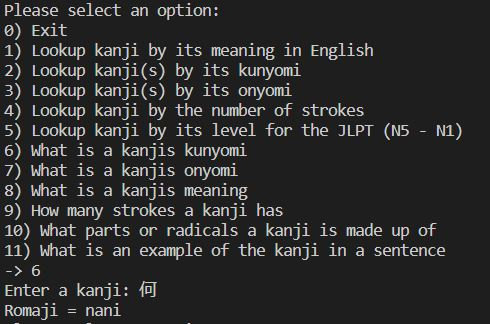 Please select an option:
0) Exit
1) Lookup kanji by its meaning in English
2) Lookup kanji(s) by its kunyomi
3) Lookup kanji(s) by its onyomi
4) Lookup kanji by the number of strokes
5) Lookup kanji by its level for the JLPT (N5 - N1)
6) What is a kanjis kunyomi
7) What is a kanjis onyomi
8) What is a kanjis meaning
9) How many strokes a kanji has
10) What parts or radicals a kanji is made up of
11) What is an example of the kanji in a sentence
-> 6
Enter a kanji: 何
Romaji = nani